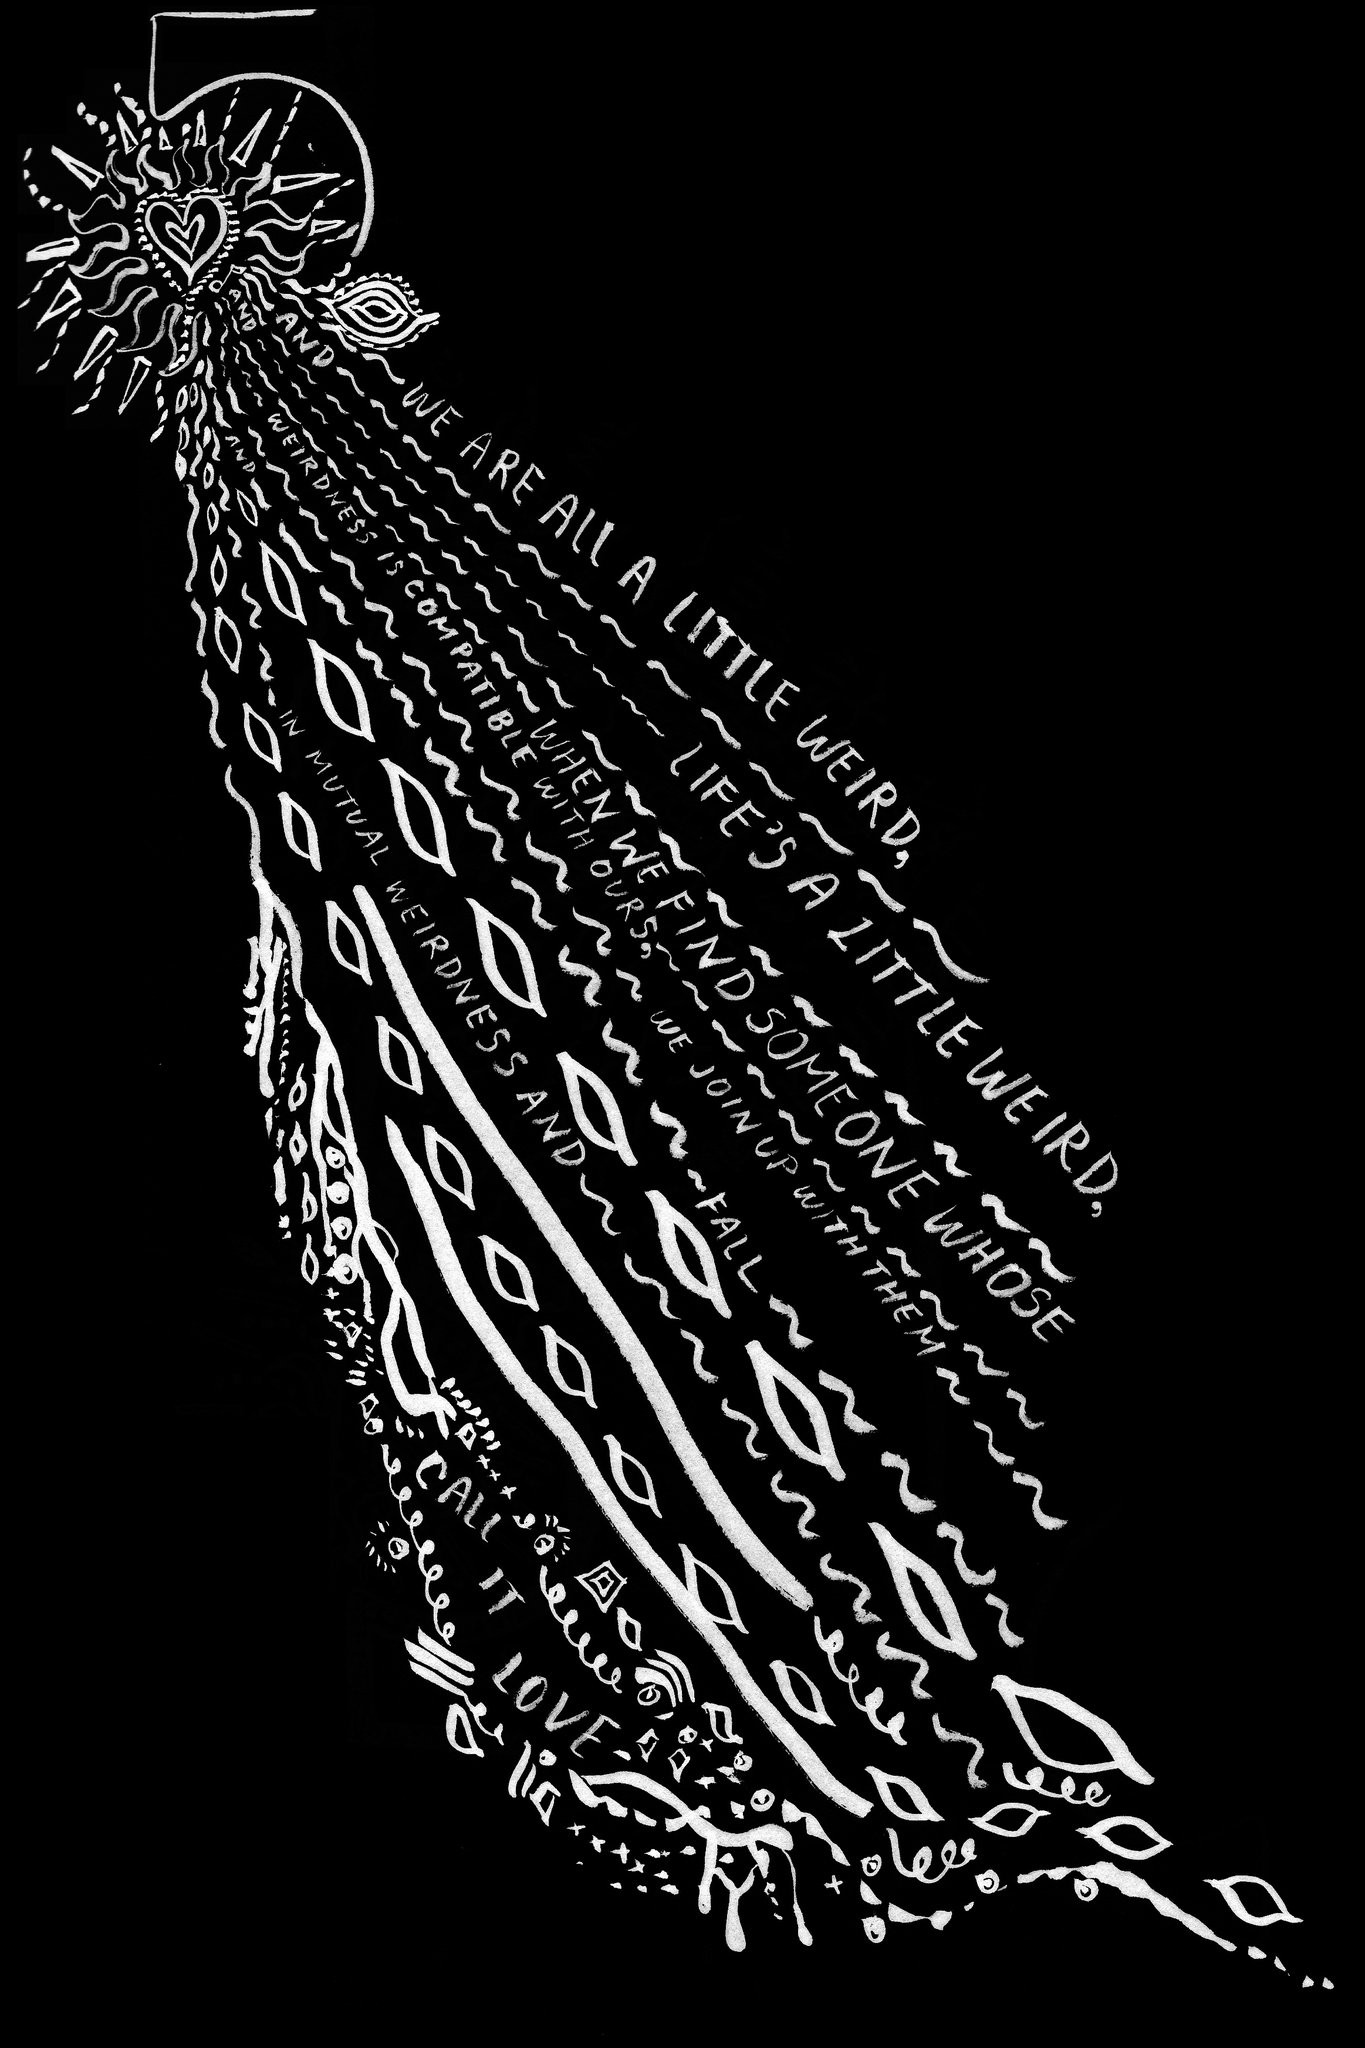 5
WE ARE ALL A LITTLE WEIRD,
AND
LIFE'S A LITTLE WEIRD,
AND
WHEN WE FIND SOMEONE WHOSE
WEIRDNESS IS COMPATIBLE WITH OURS,
WE JOIN UP WITH THEM
AND
FALL
IN MUTUAL WEIRDNESS AND
CALL IT LOVE